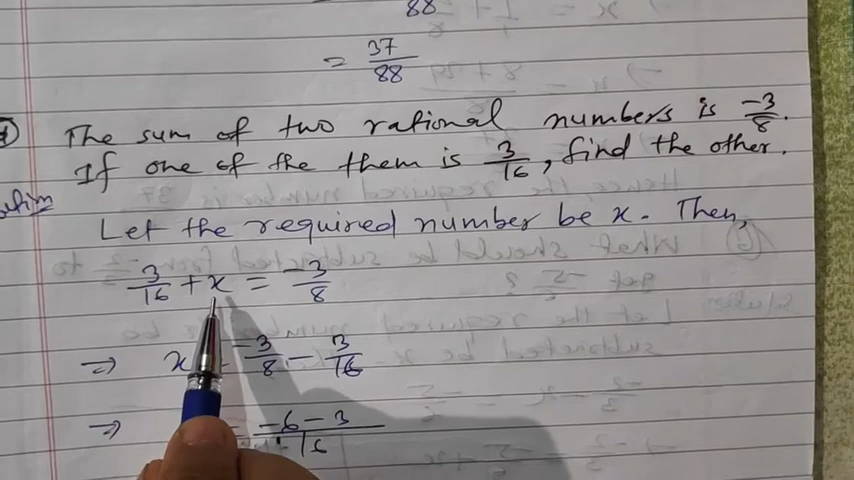 88
= 37/88
The sum of two rational numbers is -3/8.
If one of the them is 3/16, find the other.
Let the required number be x. Then,
3/16 + x = -3/8
=> x = -3/8 - 3/16
=> = -6-3/16